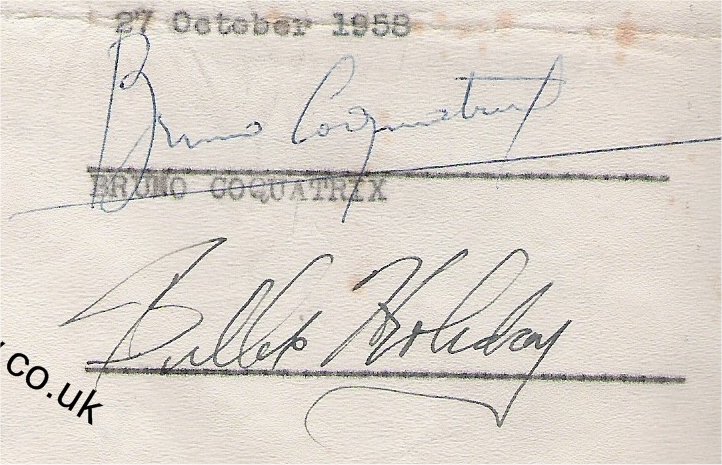 27 October 1958
Bruno Coquatrix
BRUNO COQUATRIX
Billie Holiday
.co.uk